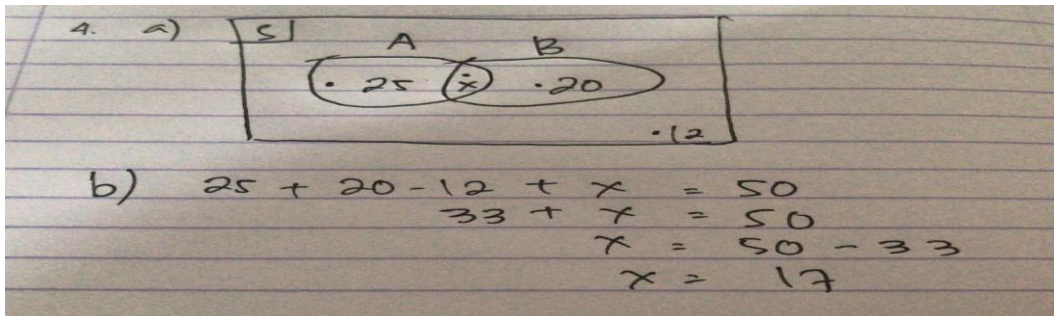 4. a) S
A B
. 25 x . 20
. 12
b) 25 + 20 - 12 + x = 50
33 + x = 50
x = 50 - 33
x = 17